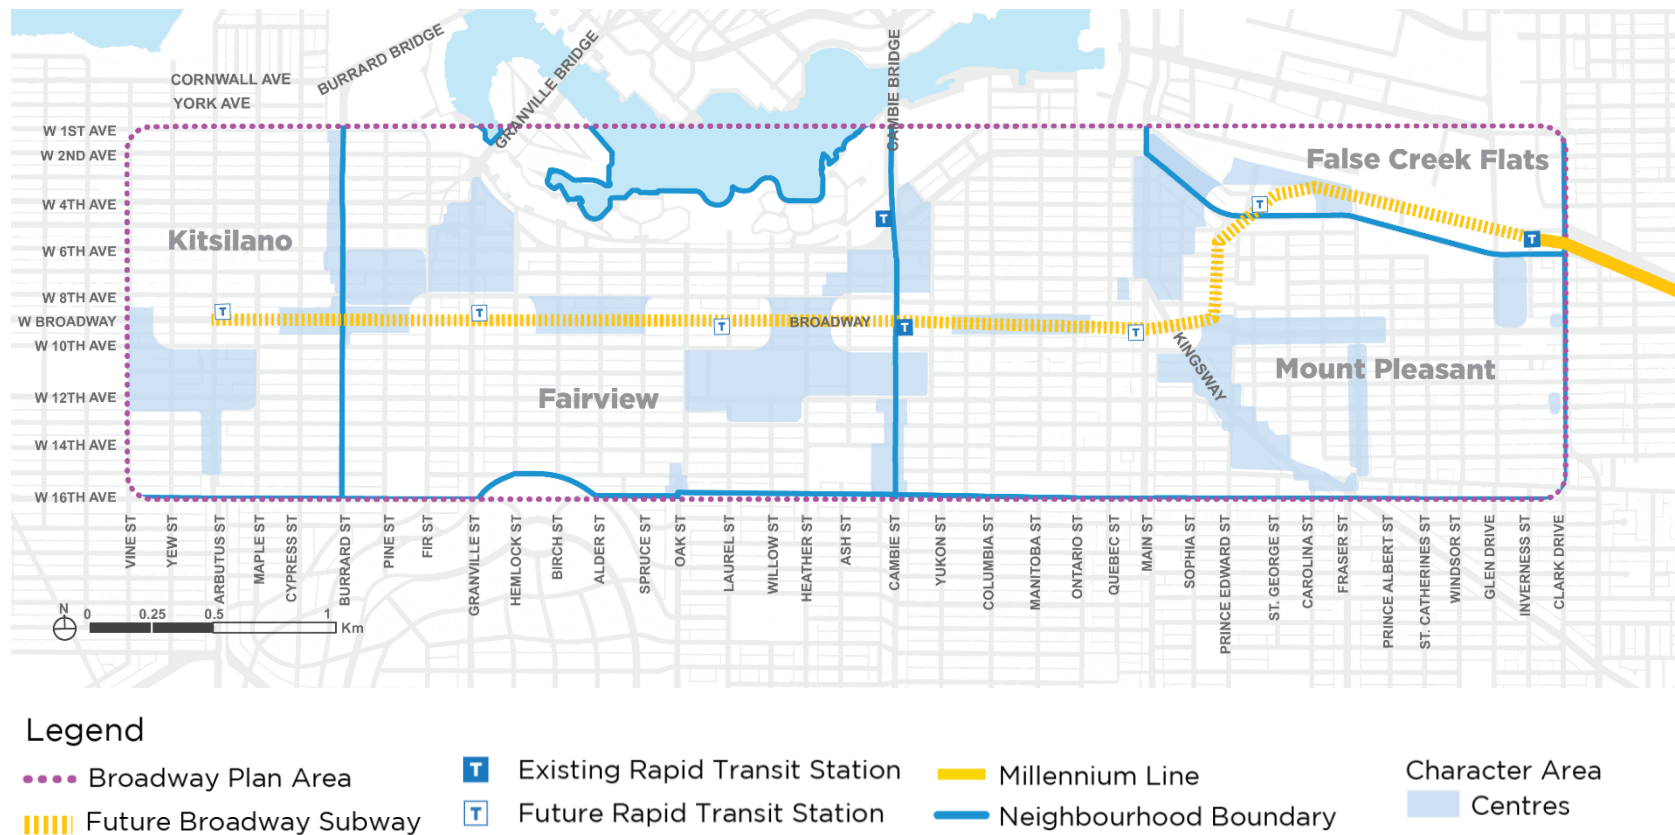 CORNWALL AVE
YORK AVE
BURRARD BRIDGE
GRANVILLE BRIDGE
CAMBIE BRIDGE
W 1ST AVE
W 2ND AVE
W 4TH AVE
W 6TH AVE
W 8TH AVE
W BROADWAY
W 10TH AVE
W 12TH AVE
W 14TH AVE
W 16TH AVE
False Creek Flats
Kitsilano
T
T
T
T
T
T
T
T
BROADWAY
KINGSWAY
Mount Pleasant
Fairview
VINE ST
YEW ST
ARBUTUS ST
MAPLE ST
CYPRESS ST
BURRARD ST
PINE ST
FIR ST
GRANVILLE ST
HEMLOCK ST
BIRCH ST
ALDER ST
SPRUCE ST
OAK ST
LAUREL ST
WILLOW ST
HEATHER ST
ASH ST
CAMBIE ST
YUKON ST
COLUMBIA ST
MANITOBA ST
ONTARIO ST
QUEBEC ST
MAIN ST
SOPHIA ST
PRINCE EDWARD ST
ST. GEORGE ST
CAROLINA ST
FRASER ST
PRINCE ALBERT ST
ST. CATHERINES ST
WINDSOR ST
GLEN DRIVE
INVERNESS ST
CLARK DRIVE
N
0 0.25 0.5 1
Km
Legend
Broadway Plan Area
Future Broadway Subway
T Existing Rapid Transit Station
T Future Rapid Transit Station
Millennium Line
Neighbourhood Boundary
Character Area
Centres